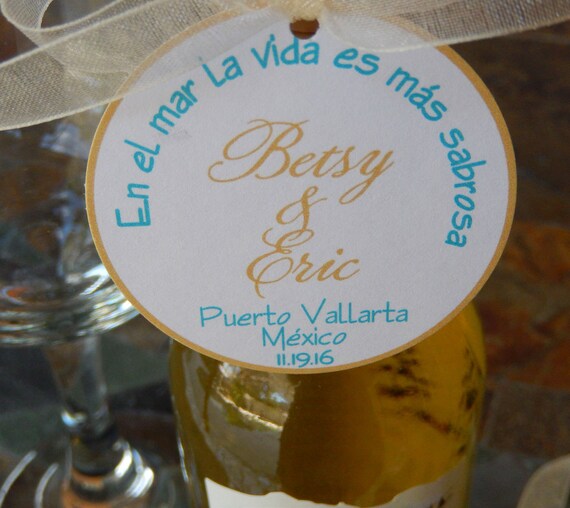 En el mar La vida es más sabrosa
Betsy
&
Eric
Puerto Vallarta
México
11.19.16